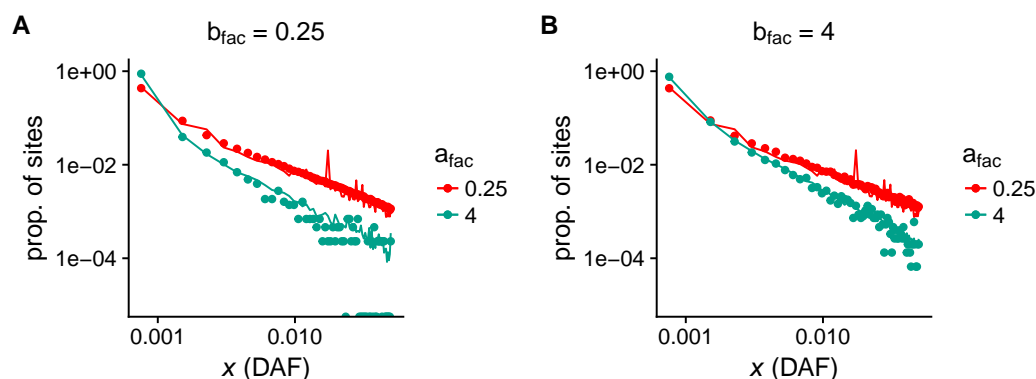 A
b_fac = 0.25
prop. of sites
1e+00
1e−02
1e−04
0.001
0.010
x (DAF)
a_fac
0.25
4
B
b_fac = 4
prop. of sites
1e+00
1e−02
1e−04
0.001
0.010
x (DAF)
a_fac
0.25
4